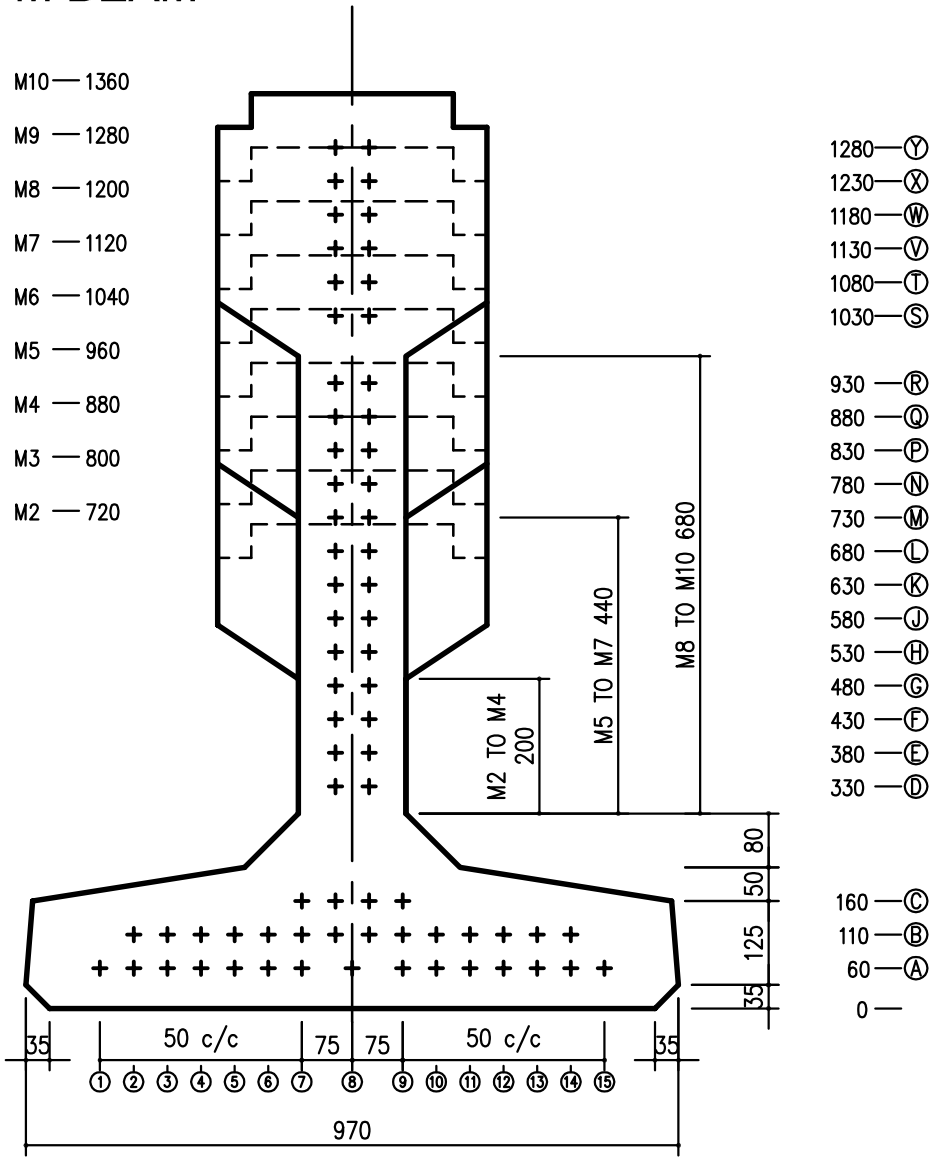 M10 — 1360
M9 — 1280
M8 — 1200
M7 — 1120
M6 — 1040
M5 — 960
M4 — 880
M3 — 800
M2 — 720
1280 — Y
1230 — X
1180 — W
1130 — V
1080 — T
1030 — S
930 — R
880 — Q
830 — P
780 — N
730 — M
680 — L
630 — K
580 — J
530 — H
480 — G
430 — F
380 — E
330 — D
160 — C
110 — B
60 — A
0 —
M2 TO M4
200
M5 TO M7 440
M8 TO M10 680
80
50
125
35
35
50 c/c
75
75
50 c/c
35
1 2 3 4 5 6 7 8 9 10 11 12 13 14 15
970